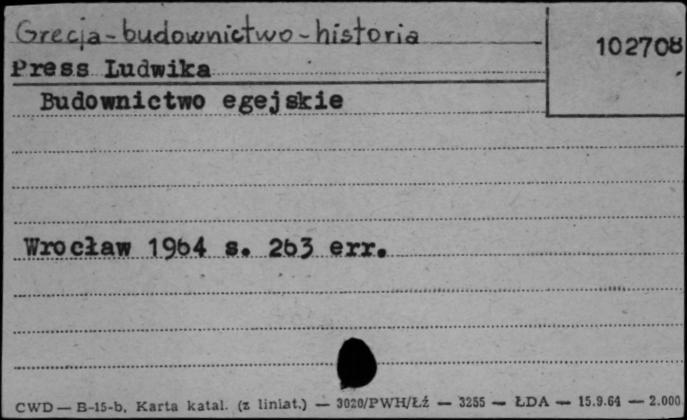 Grecja-budownictwo-historia
102708
Press Ludwika
Budownictwo egejskie
Wrocław 1964 s. 263 err.
CWD — B-15-b, Karta katal. (z liniat.) — 3020/PWH/Łź — 3255 — ŁDA — 15.9.64 — 2.000